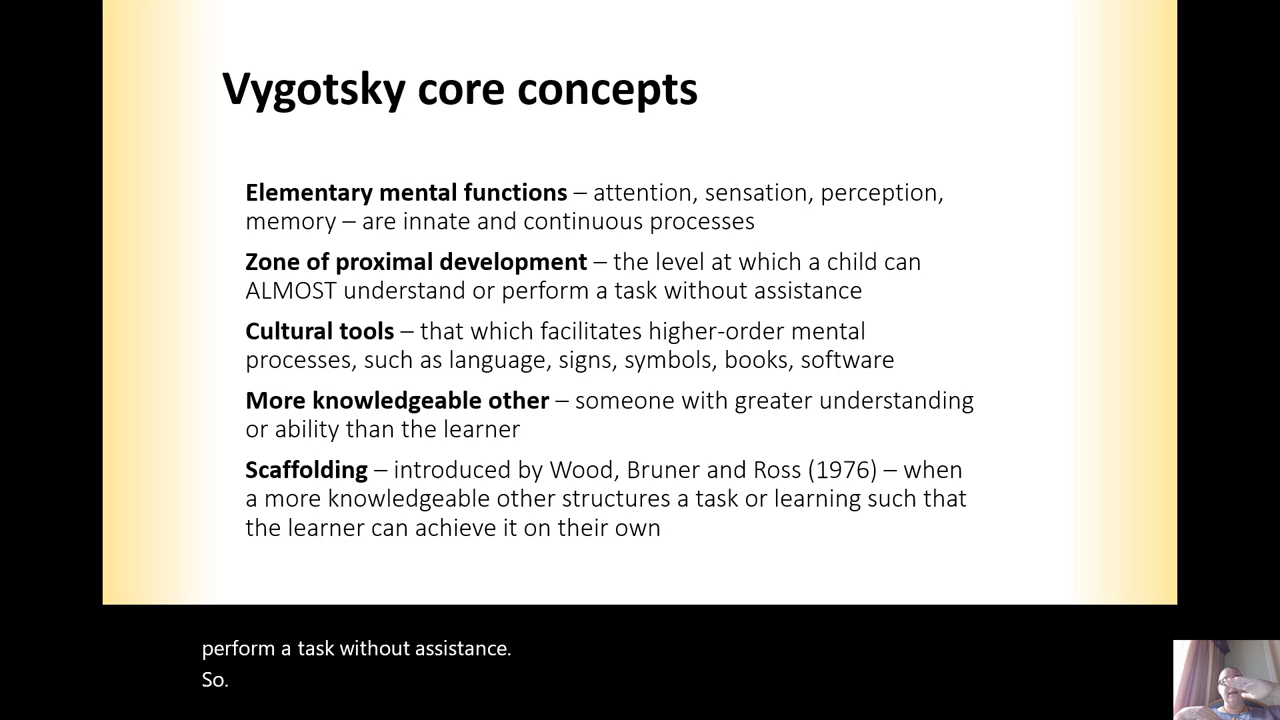 Vygotsky core concepts
Elementary mental functions – attention, sensation, perception,
memory – are innate and continuous processes
Zone of proximal development – the level at which a child can
ALMOST understand or perform a task without assistance
Cultural tools – that which facilitates higher-order mental
processes, such as language, signs, symbols, books, software
More knowledgeable other – someone with greater understanding
or ability than the learner
Scaffolding – introduced by Wood, Bruner and Ross (1976) – when
a more knowledgeable other structures a task or learning such that
the learner can achieve it on their own
perform a task without assistance.
So.